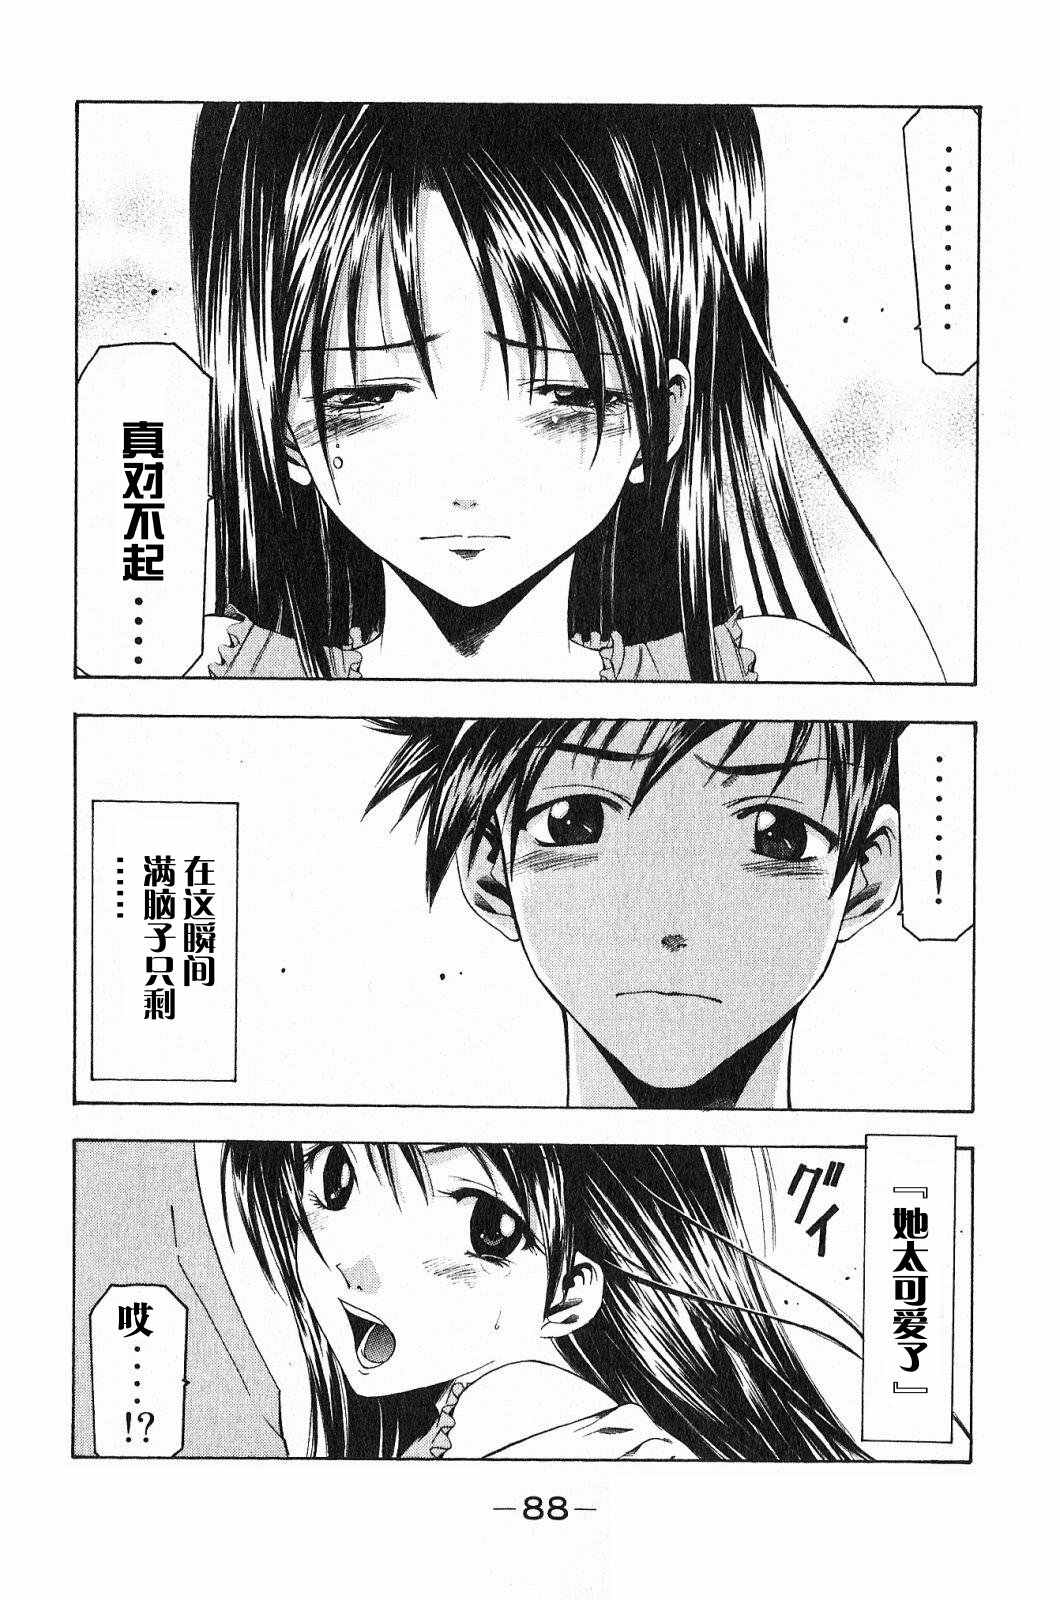 ………
真对不起……
……！
在这瞬间
满脑子只剩
……
『她太可爱了』
グイ
哎……!?
—88—